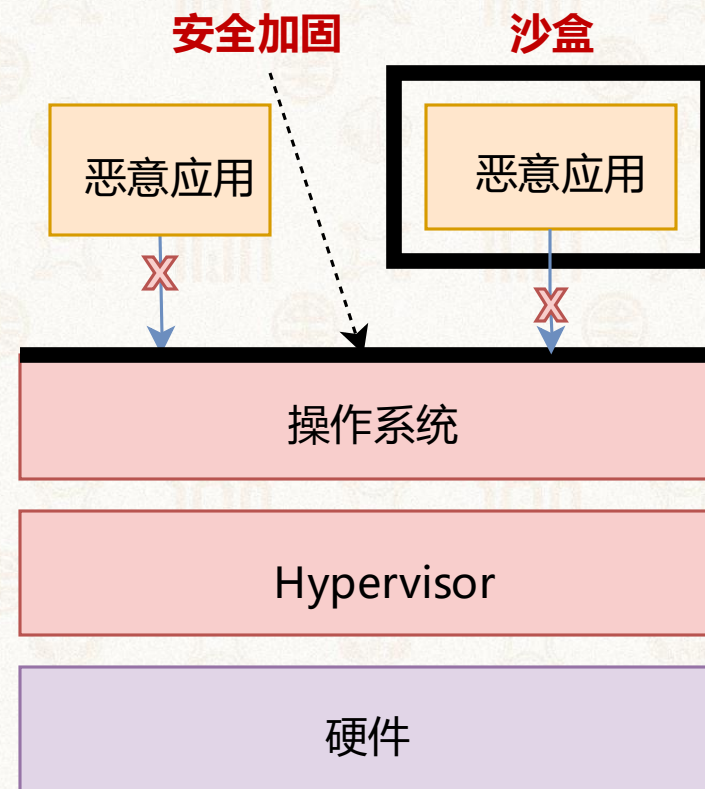 安全加固
沙盒
恶意应用
恶意应用
X
X
操作系统
Hypervisor
硬件